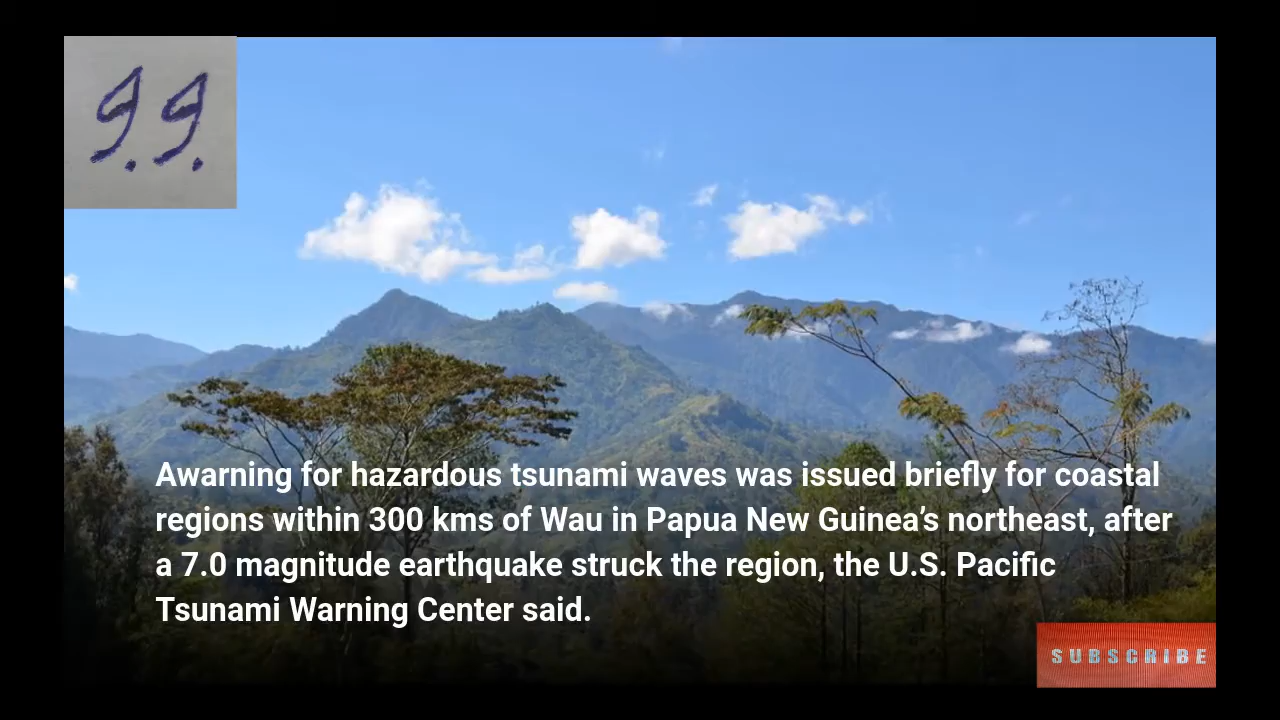 9.9.
Awarning for hazardous tsunami waves was issued briefly for coastal
regions within 300 kms of Wau in Papua New Guinea’s northeast, after
a 7.0 magnitude earthquake struck the region, the U.S. Pacific
Tsunami Warning Center said.
SUBSCRIBE